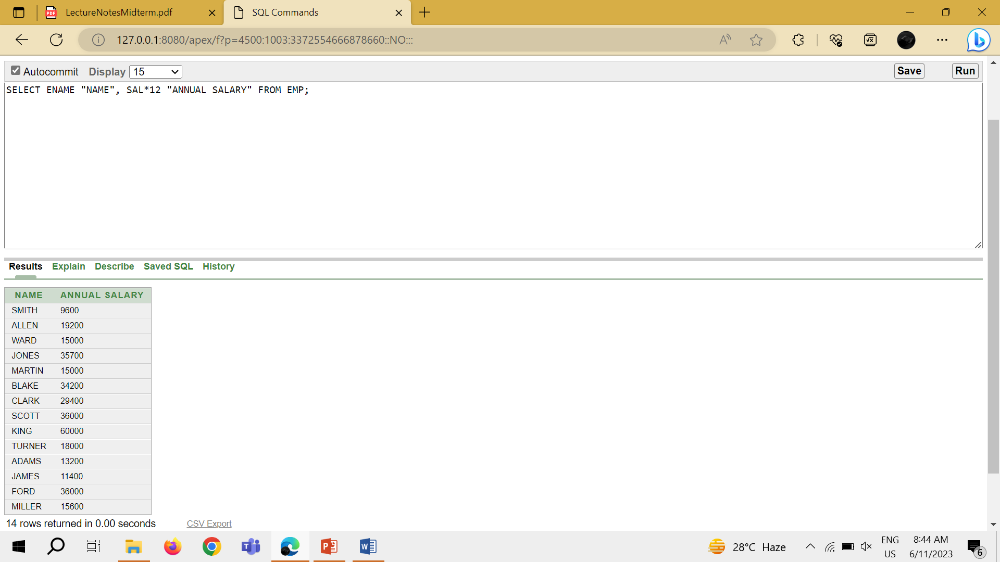 LectureNotesMidterm.pdf
SQL Commands
127.0.0.1:8080/apex/f?p=4500:1003:3372554666878660::NO:::
Autocommit Display 15 Save Run
SELECT ENAME "NAME", SAL*12 "ANNUAL SALARY" FROM EMP;
Results Explain Describe Saved SQL History
NAME ANNUAL SALARY
SMITH 9600
ALLEN 19200
WARD 15000
JONES 35700
MARTIN 15000
BLAKE 34200
CLARK 29400
SCOTT 36000
KING 60000
TURNER 18000
ADAMS 13200
JAMES 11400
FORD 36000
MILLER 15600
14 rows returned in 0.00 seconds CSV Export
28°C Haze
ENG
US
8:44 AM
6/11/2023
6